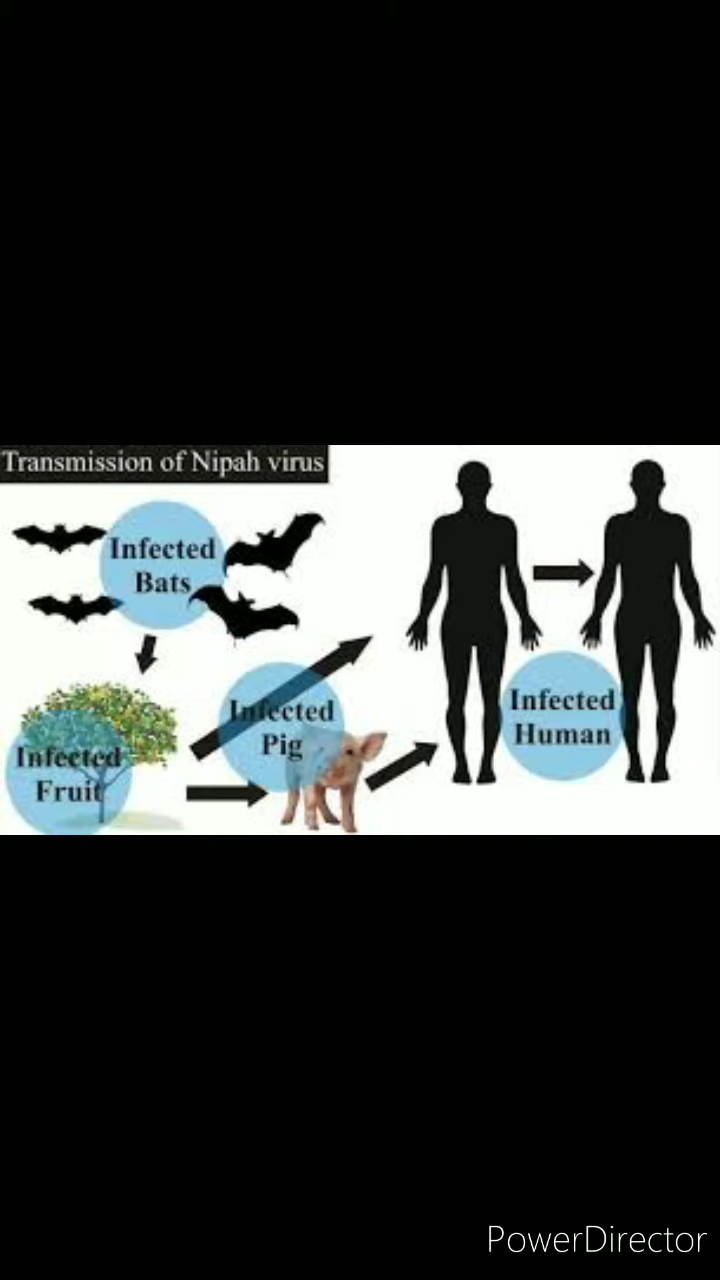 Transmission of Nipah virus
Infected
Bats
Infected
Fruit
Infected
Pig
Infected
Human
PowerDirector